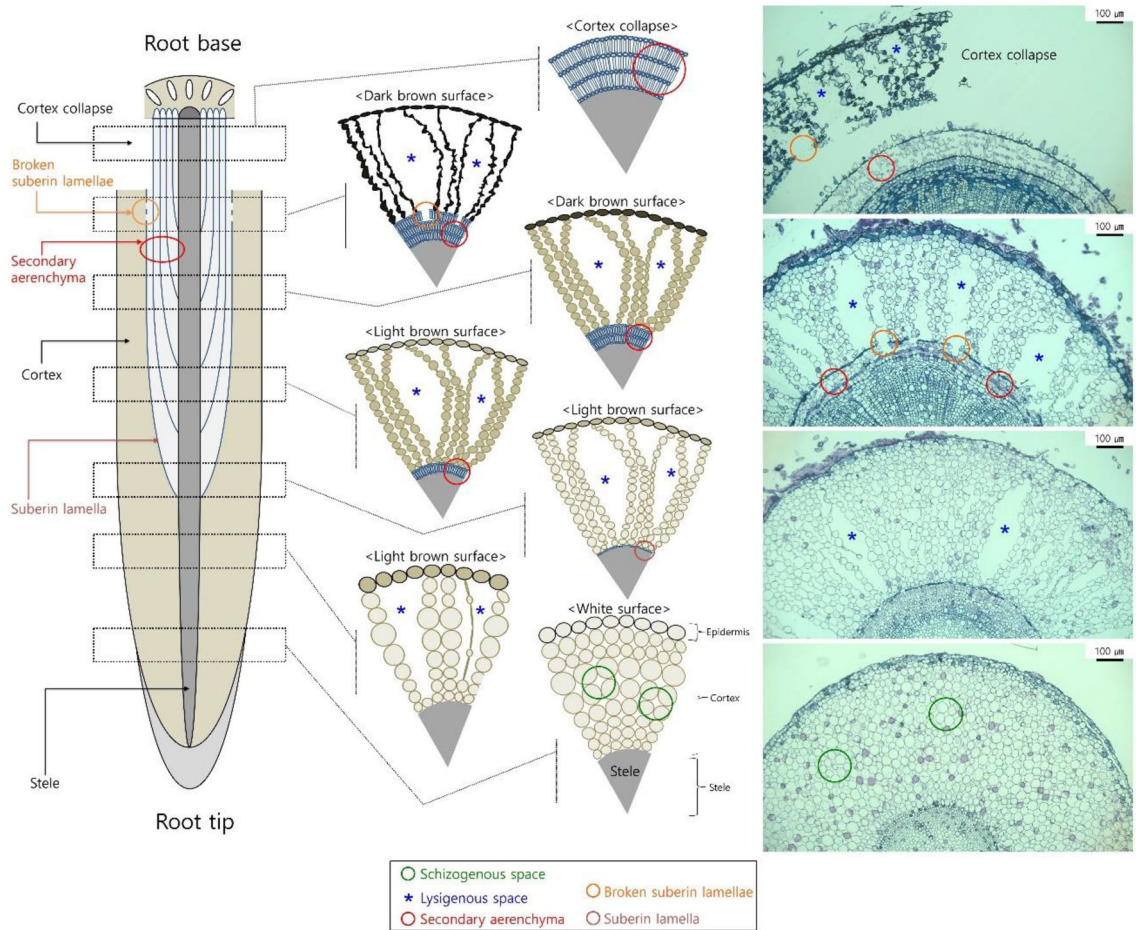 Root base
Cortex collapse
Broken
suberin lamellae
Secondary
aerenchyma
Cortex
Suberin lamella
Stele
Root tip
<Cortex collapse>
<Dark brown surface>
*
*
<Dark brown surface>
*
*
<Light brown surface>
*
*
<Light brown surface>
*
*
<Light brown surface>
*
*
<White surface>
Epidmis
Cortex
Stele
Stele
100 μm
*
Cortex collapse
*
100 μm
*
*
*
100 μm
*
*
100 μm
Schizogenous space
* Lysigenous space
Broken suberin lamellae
Secondary aerenchyma
Suberin lamella